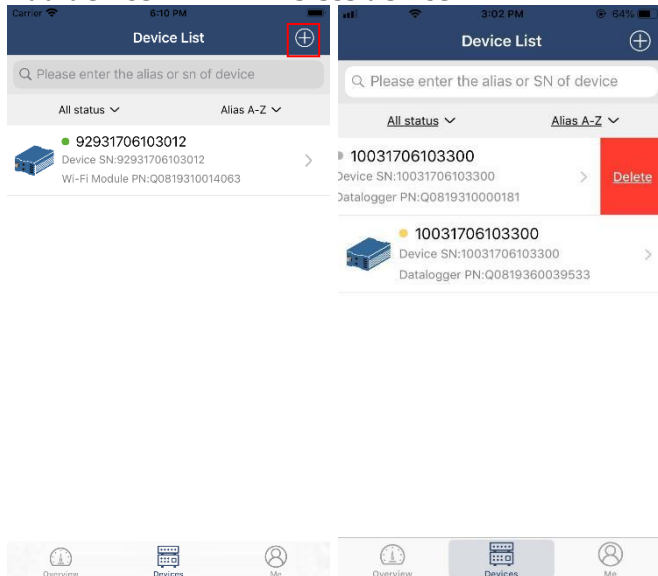 Carrier 6:10 PM
Device List
Please enter the alias or sn of device
All status Alias A-Z
92931706103012
Device SN:92931706103012
Wi-Fi Module PN:Q0819310014063
Overview Devices Me
3:02 PM 64%
Device List
Please enter the alias or SN of device
All status Alias A-Z
10031706103300
Device SN:10031706103300
Delete
Datalogger PN:Q0819310000181
10031706103300
Device SN:10031706103300
Datalogger PN:Q0819360039533
Overview Devices Me